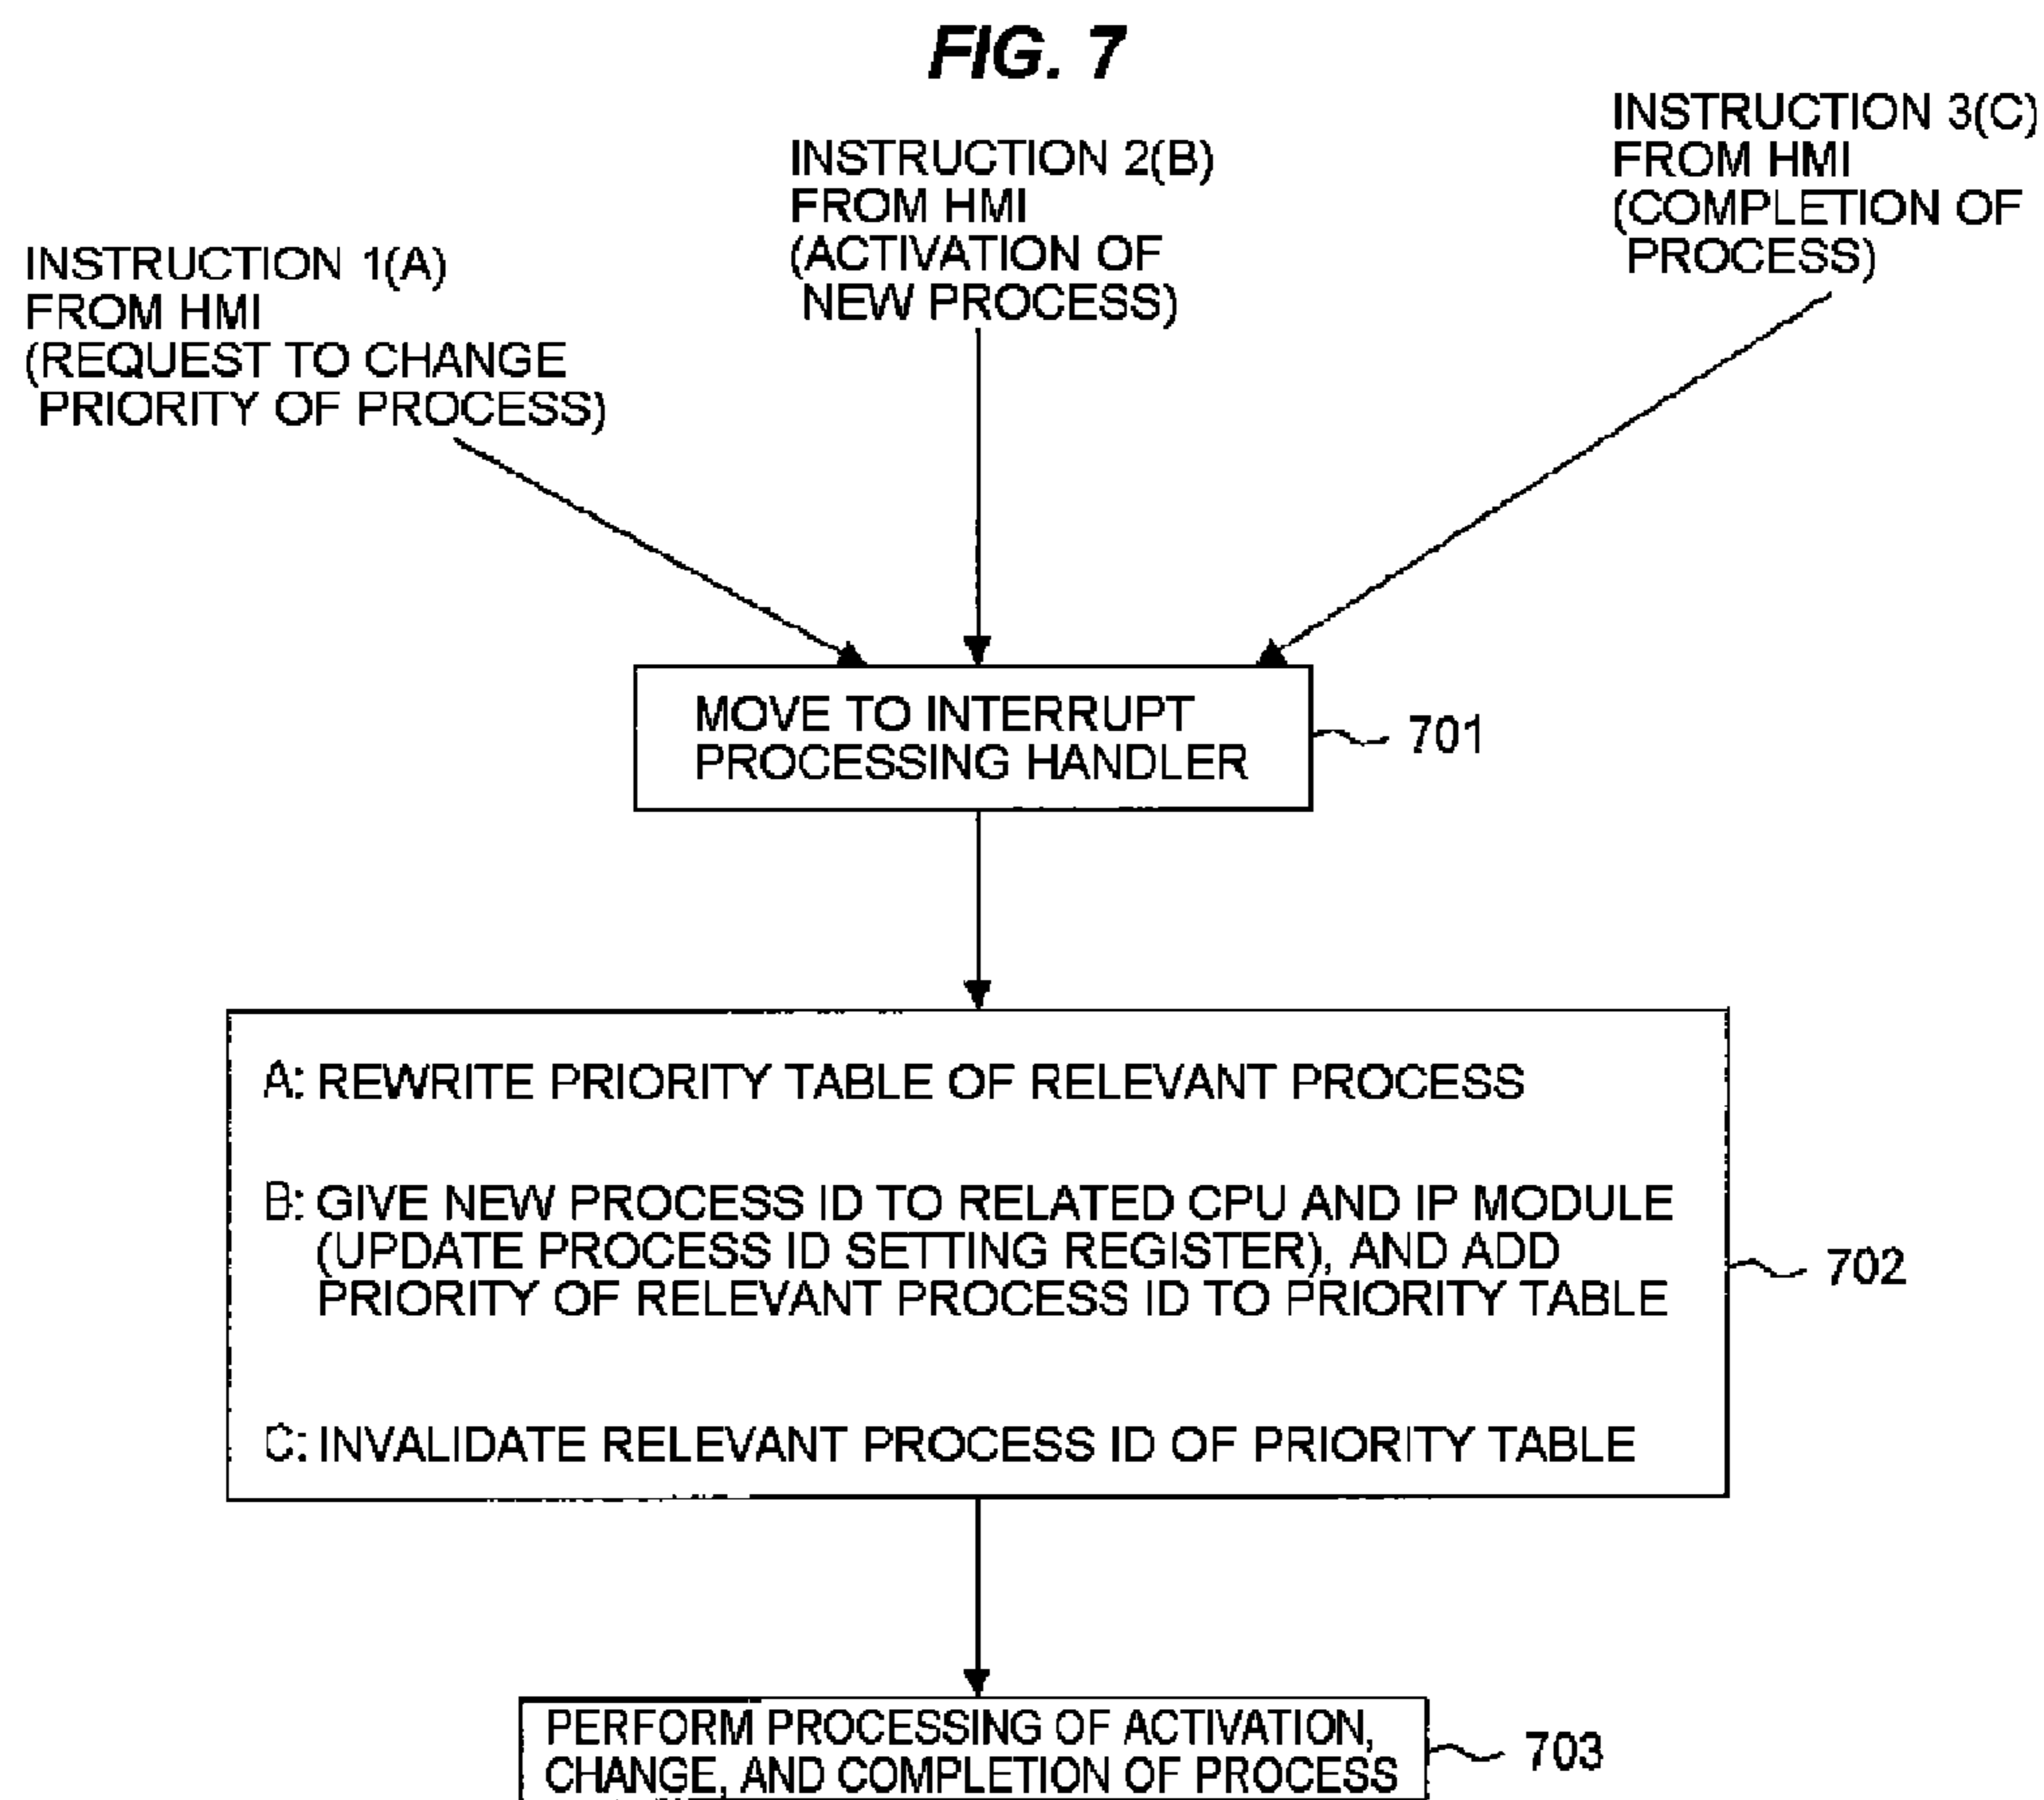 FIG. 7
INSTRUCTION 1(A)
FROM HMI
(REQUEST TO CHANGE
PRIORITY OF PROCESS)
INSTRUCTION 2(B)
FROM HMI
(ACTIVATION OF
NEW PROCESS)
INSTRUCTION 3(C)
FROM HMI
(COMPLETION OF
PROCESS)
MOVE TO INTERRUPT
PROCESSING HANDLER
701
A: REWRITE PRIORITY TABLE OF RELEVANT PROCESS
B: GIVE NEW PROCESS ID TO RELATED CPU AND IP MODULE
(UPDATE PROCESS ID SETTING REGISTER), AND ADD
PRIORITY OF RELEVANT PROCESS ID TO PRIORITY TABLE
C: INVALIDATE RELEVANT PROCESS ID OF PRIORITY TABLE
702
PERFORM PROCESSING OF ACTIVATION,
CHANGE, AND COMPLETION OF PROCESS
703